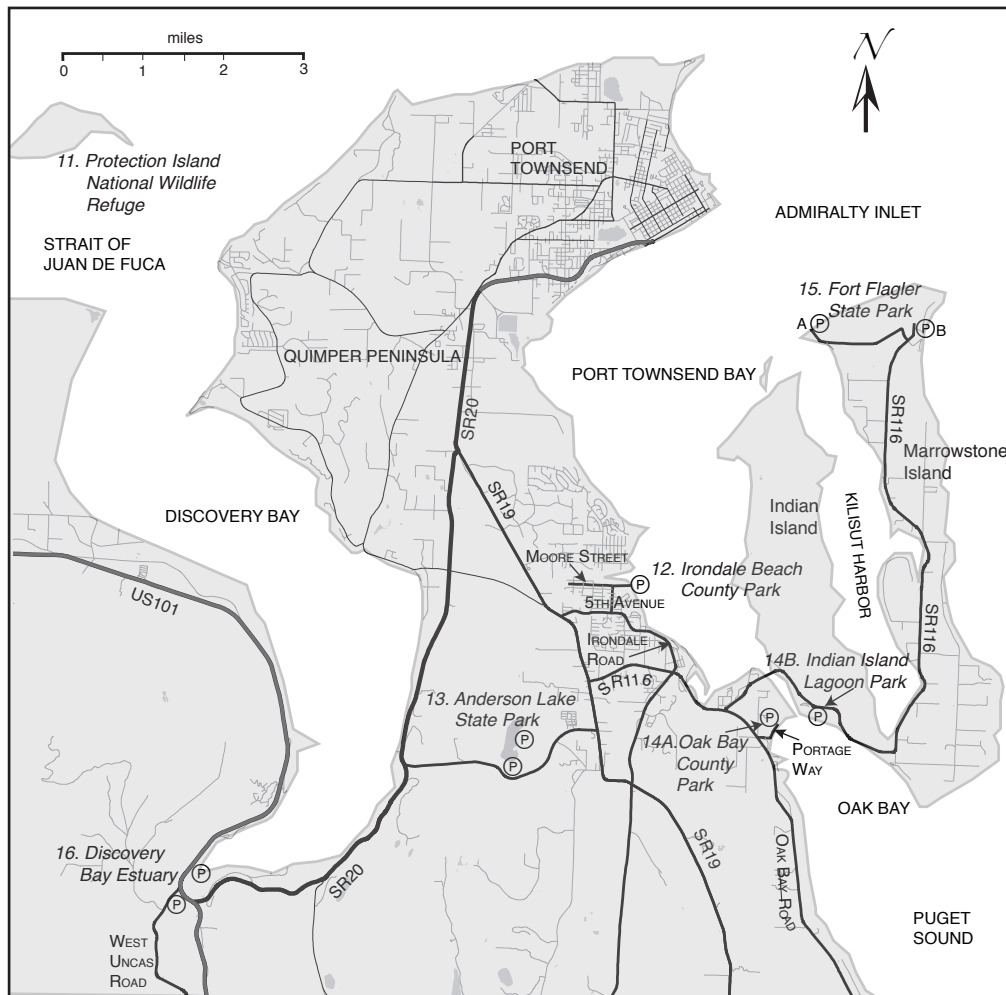 miles
0 1 2 3
N
11. Protection Island
National Wildlife
Refuge
STRAIT OF
JUAN DE FUCA
PORT
TOWNSEND
ADMIRALTY INLET
15. Fort Flagler
State Park
A P
P B
QUIMPER PENINSULA
PORT TOWNSEND BAY
SR20
SR116
Marrowstone
Island
SR19
Indian
Island
KILISUT HARBOR
DISCOVERY BAY
MOORE STREET
P
12. Irondale Beach
County Park
5TH AVENUE
US101
IRONDALE
ROAD
SR116
SR116
14B. Indian Island
Lagoon Park
P
13. Anderson Lake
State Park
P
P
P
14A. Oak Bay
County
Park
PORTAGE
WAY
OAK BAY
SR19
OAK BAY ROAD
16. Discovery
Bay Estuary
P
P
SR20
WEST
UNCAS
ROAD
PUGET
SOUND